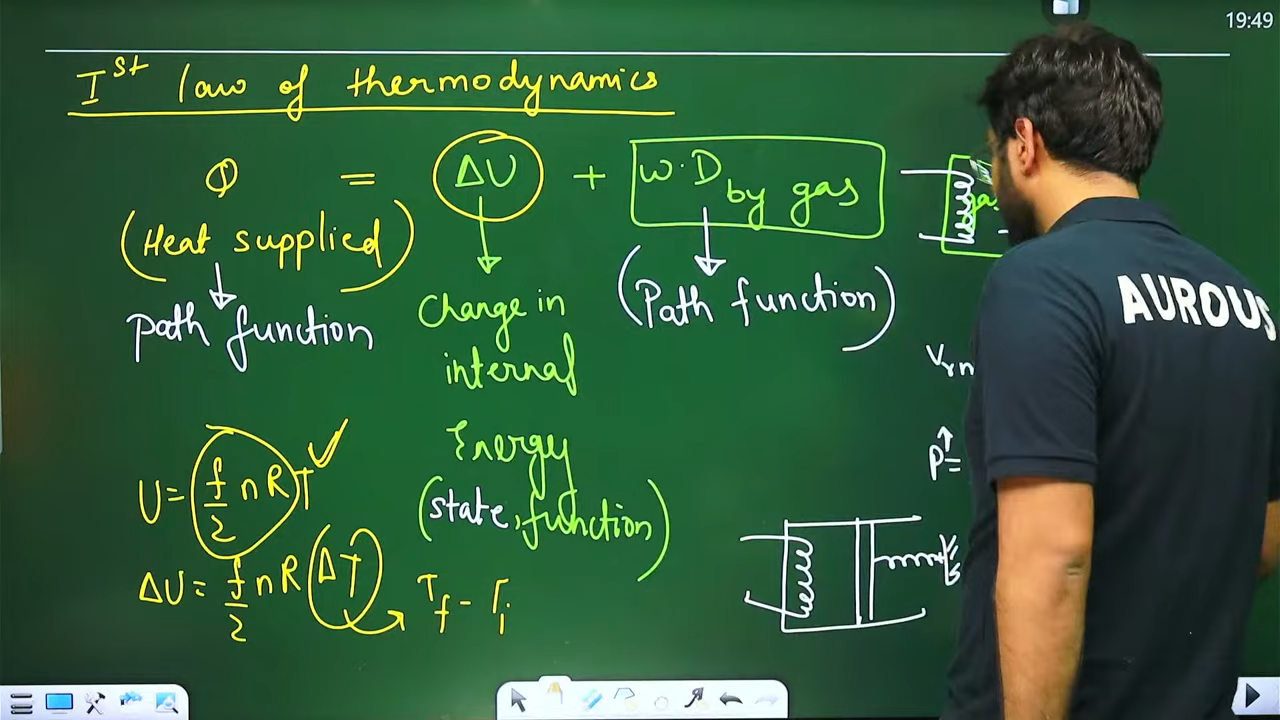 19:49
Ist law of thermodynamics
Q = ΔU + W.D by gas
(Heat supplied)
path function
Change in internal Energy
(state function)
(Path function)
gas
AUROUS
U = f/2 nRT ✓
ΔU = f/2 nR(ΔT) → Tf - Ti
P↑=